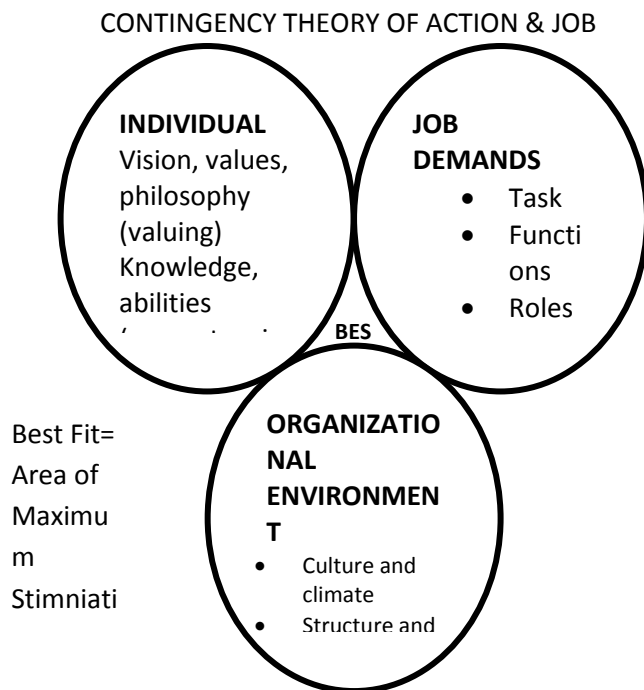 CONTINGENCY THEORY OF ACTION & JOB
INDIVIDUAL
Vision, values,
philosophy
(valuing)
Knowledge,
abilities
JOB
DEMANDS
• Task
• Functi
ons
• Roles
BES
ORGANIZATIO
NAL
ENVIRONMEN
T
• Culture and
climate
• Structure and
Best Fit=
Area of
Maximu
m
Stimniati